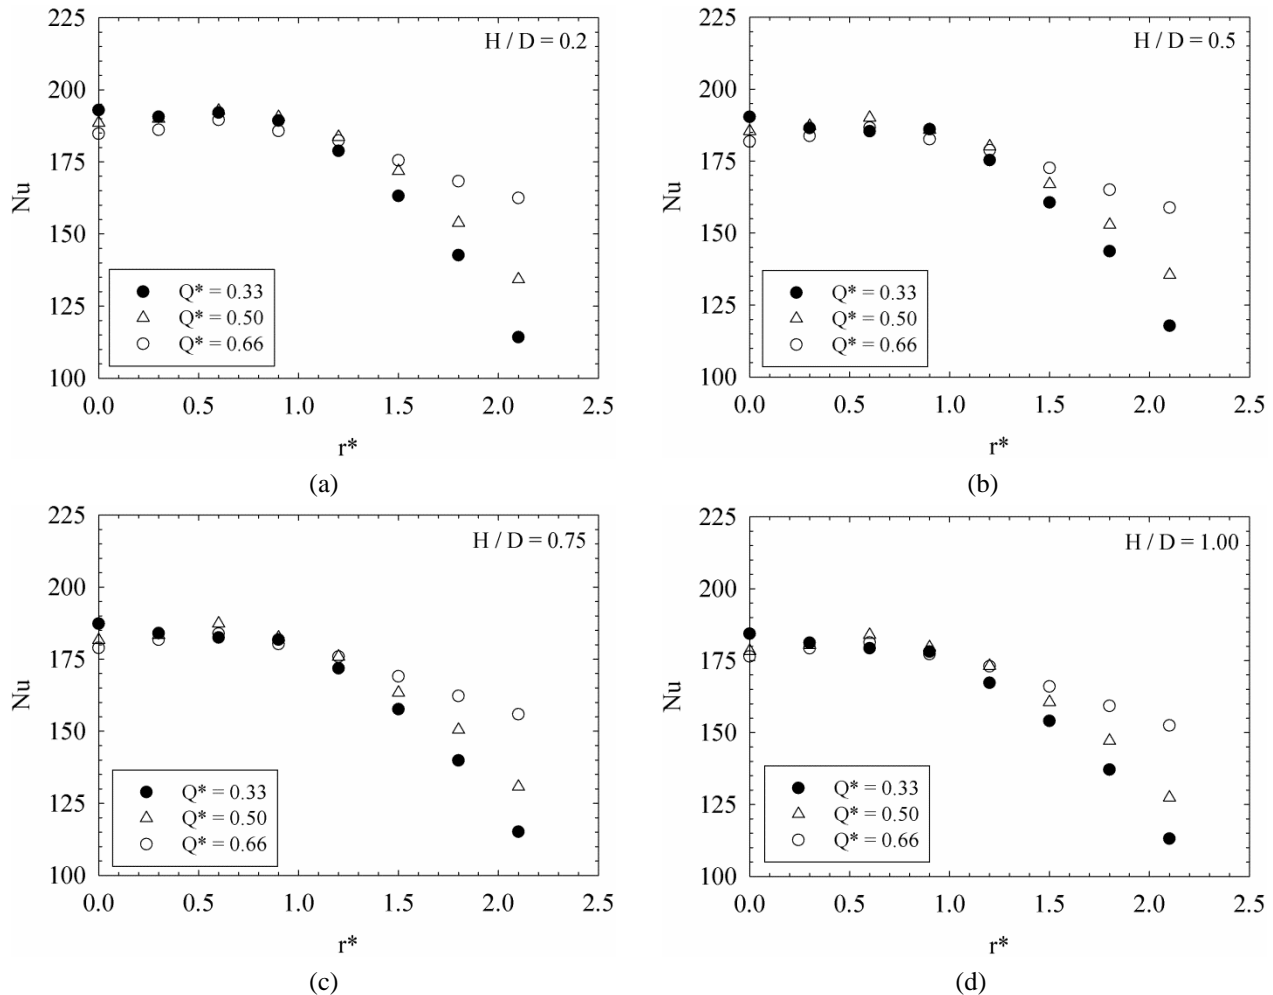 225
200
175
150
125
100
Nu
H / D = 0.2
Q* = 0.33
Q* = 0.50
Q* = 0.66
0.0 0.5 1.0 1.5 2.0 2.5
r*
(a)
225
200
175
150
125
100
Nu
H / D = 0.5
Q* = 0.33
Q* = 0.50
Q* = 0.66
0.0 0.5 1.0 1.5 2.0 2.5
r*
(b)
225
200
175
150
125
100
Nu
H / D = 0.75
Q* = 0.33
Q* = 0.50
Q* = 0.66
0.0 0.5 1.0 1.5 2.0 2.5
r*
(c)
225
200
175
150
125
100
Nu
H / D = 1.00
Q* = 0.33
Q* = 0.50
Q* = 0.66
0.0 0.5 1.0 1.5 2.0 2.5
r*
(d)